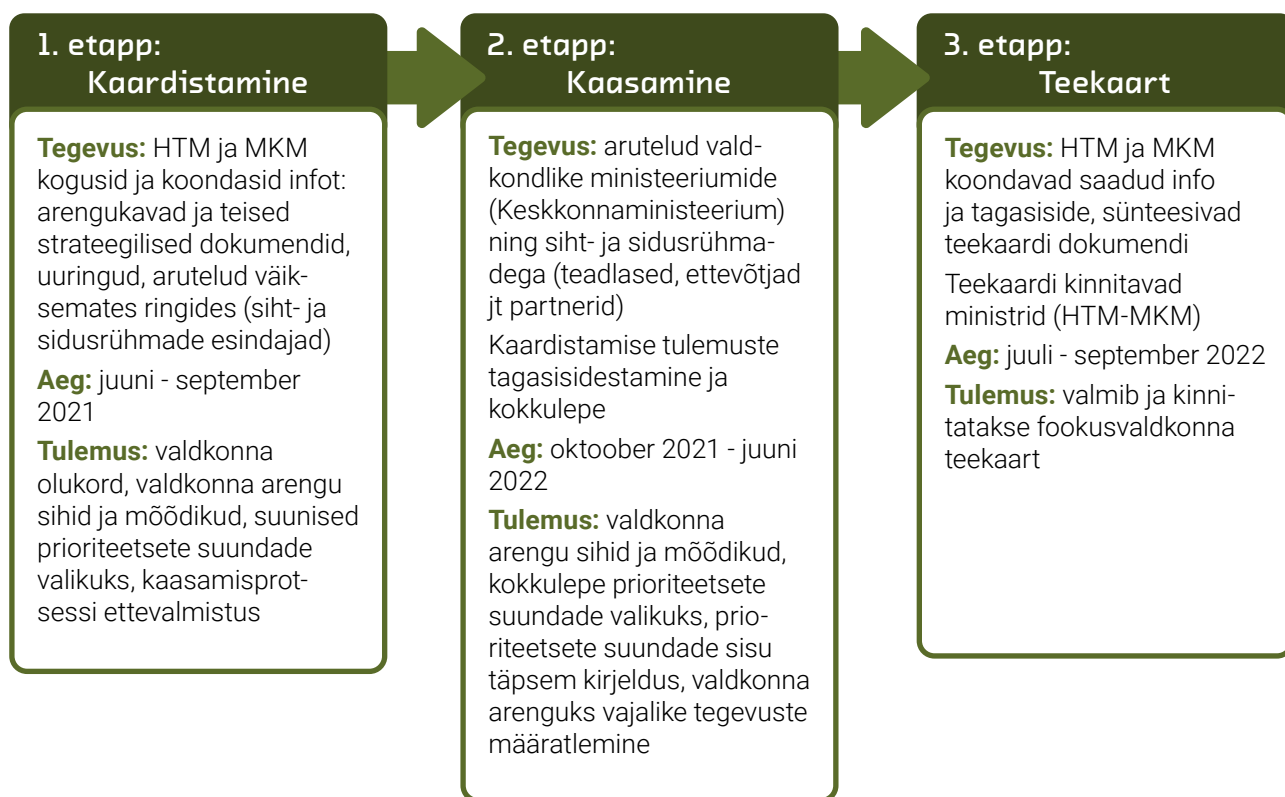 1. etapp:
Kaardistamine
Tegevus: HTM ja MKM
kogusid ja koondasid infot:
arengukavad ja teised
strateegilised dokumendid,
uuringud, arutelud väik-
semates ringides (siht- ja
sidusrühmade esindajad)
Aeg: juuni - september
2021
Tulemus: valdkonna
olukord, valdkonna arengu
sihid ja mõõdikud, suunised
prioriteetsete suundade
valikuks, kaasamisprot-
sessi ettevalmistus
2. etapp:
Kaasamine
Tegevus: arutelud vald-
kondlike ministeeriumide
(Keskkonnaministeerium)
ning siht- ja sidusrühma-
dega (teadlased, ettevõtjad
jt partnerid)
Kaardistamise tulemuste
tagasisidestamine ja
kokkulepe
Aeg: oktoober 2021 - juuni
2022
Tulemus: valdkonna
arengu sihid ja mõõdikud,
kokkulepe prioriteetsete
suundade valikuks, prio-
riteetsete suundade sisu
täpsem kirjeldus, valdkonna
arenguks vajalike tegevuste
määratlemine
3. etapp:
Teekaart
Tegevus: HTM ja MKM
koondavad saadud info
ja tagasiside, sünteesivad
teekaardi dokumendi
Teekaardi kinnitavad
ministrid (HTM-MKM)
Aeg: juuli - september 2022
Tulemus: valmib ja kinni-
tatakse fookusvaldkonna
teekaart